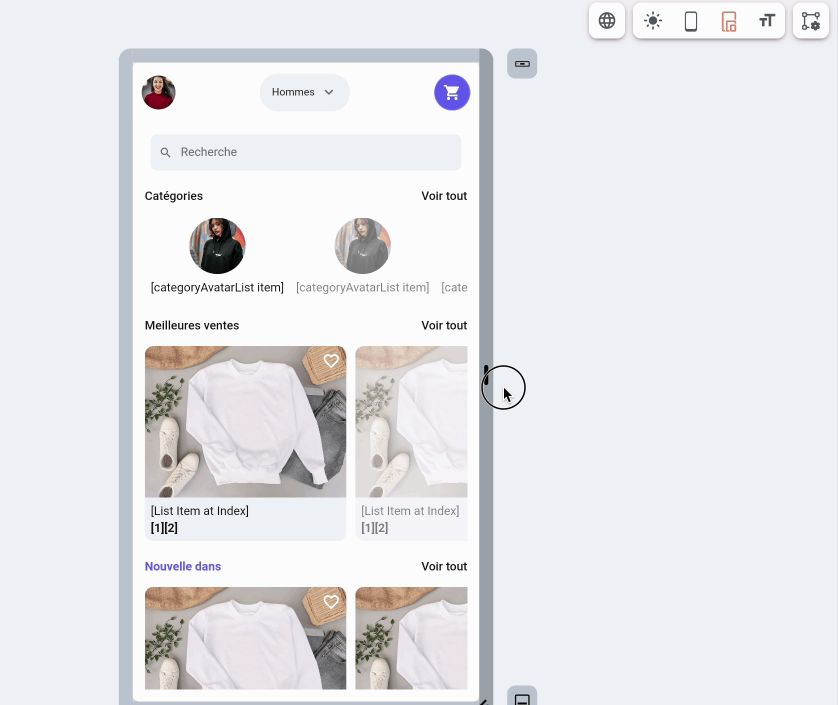 Hommes
Recherche
Catégories
Voir tout
[categoryAvatarList item]
[categoryAvatarList item]
[cate
Meilleures ventes
Voir tout
[List Item at Index]
[1][2]
[List Item at Index]
[1][2]
Nouvelle dans
Voir tout